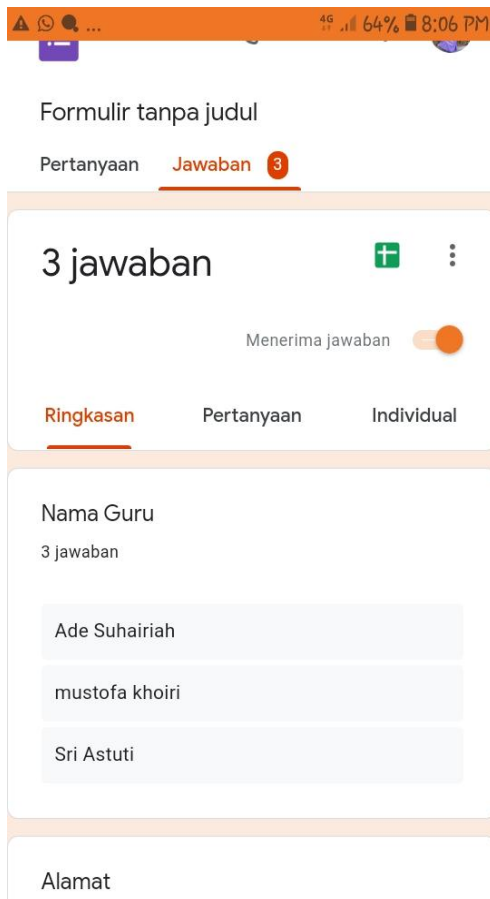 ... 4G 64% 8:06 PM
Formulir tanpa judul
Pertanyaan Jawaban 3
3 jawaban
Menerima jawaban
Ringkasan Pertanyaan Individual
Nama Guru
3 jawaban
Ade Suhairiah
mustofa khoiri
Sri Astuti
Alamat